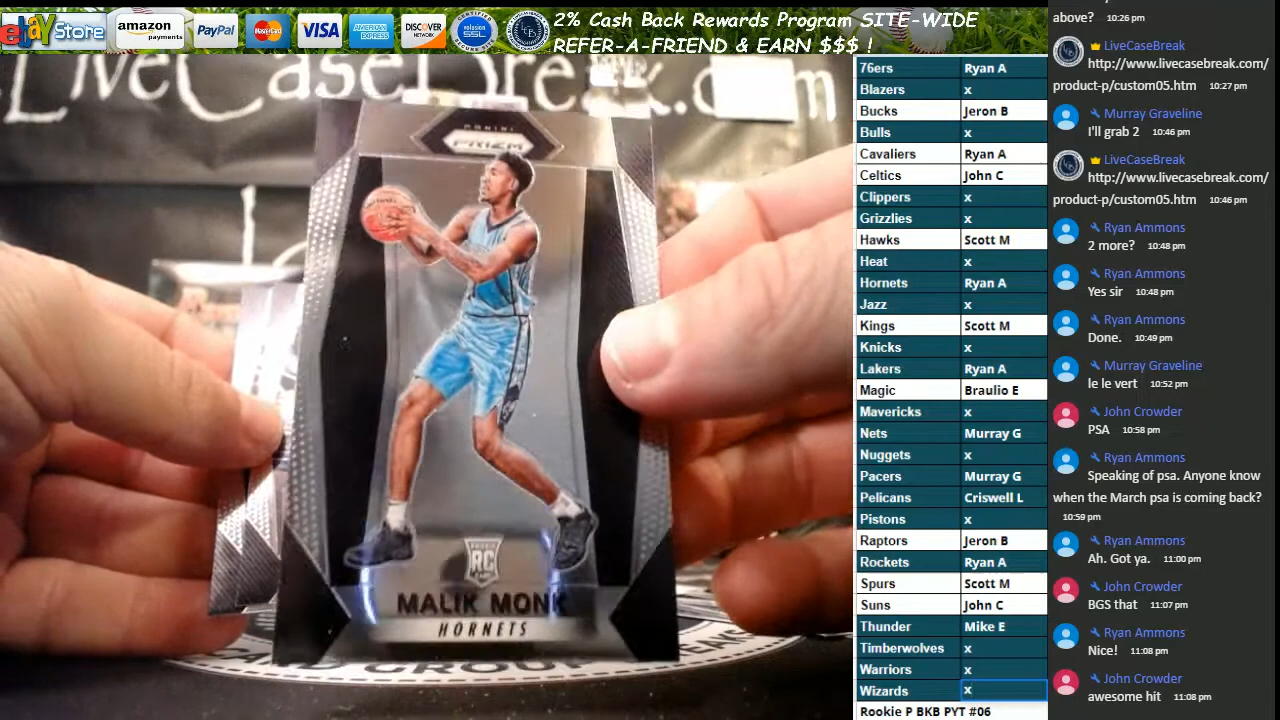 ebay Store
amazon
payments
PayPal
MasterCard
VISA
AMERICAN
EXPRESS
DISCOVER
NETWORK
2% Cash Back Rewards Program SITE-WIDE
REFER-A-FRIEND & EARN $$$ !
LiveCaseBreak.com
PANINI
PRIZM
RC
MALIK MONK
HORNETS
76ers Ryan A
Blazers x
Bucks Jeron B
Bulls x
Cavaliers Ryan A
Celtics John C
Clippers x
Grizzlies x
Hawks Scott M
Heat x
Hornets Ryan A
Jazz x
Kings Scott M
Knicks x
Lakers Ryan A
Magic Braulio E
Mavericks x
Nets Murray G
Nuggets x
Pacers Murray G
Pelicans Criswell L
Pistons x
Raptors Jeron B
Rockets Ryan A
Spurs Scott M
Suns John C
Thunder Mike E
Timberwolves x
Warriors x
Wizards x
Rookie P BKB PYT #06
above? 10:26 pm
LiveCaseBreak
http://www.livecasebreak.com/
product-p/custom05.htm 10:27 pm
Murray Graveline
I'll grab 2 10:46 pm
LiveCaseBreak
http://www.livecasebreak.com/
product-p/custom05.htm 10:46 pm
Ryan Ammons
2 more? 10:48 pm
Ryan Ammons
Yes sir 10:48 pm
Ryan Ammons
Done. 10:49 pm
Murray Graveline
le le vert 10:52 pm
John Crowder
PSA 10:58 pm
Ryan Ammons
Speaking of psa. Anyone know
when the March psa is coming back?
10:59 pm
Ryan Ammons
Ah. Got ya. 11:00 pm
John Crowder
BGS that 11:07 pm
Ryan Ammons
Nice! 11:08 pm
John Crowder
awesome hit 11:08 pm